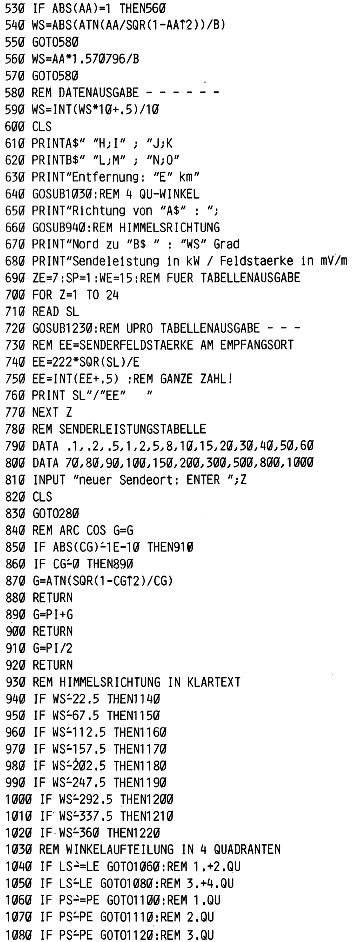 530 IF ABS(AA)=1 THEN560
540 WS=ABS(ATN(AA/SQR(1-AA↑2))/B)
550 GOTO580
560 WS=AA*1.570796/B
570 GOTO580
580 REM DATENAUSGABE - - - - - -
590 WS=INT(WS*10+.5)/10
600 CLS
610 PRINTA$" "H;I" ; "J;K
620 PRINTB$" "L;M" ; "N;O"
630 PRINT"Entfernung: "E" km"
640 GOSUB1030:REM 4 QU-WINKEL
650 PRINT"Richtung von "A$" : ";
660 GOSUB940:REM HIMMELSRICHTUNG
670 PRINT"Nord zu "B$ " : "WS" Grad
680 PRINT"Sendeleistung in kW / Feldstaerke in mV/m
690 ZE=7:SP=1:WE=15:REM FUER TABELLENAUSGABE
700 FOR Z=1 TO 24
710 READ SL
720 GOSUB1230:REM UPRO TABELLENAUSGABE - - -
730 REM EE=SENDERFELDSTAERKE AM EMPFANGSORT
740 EE=222*SQR(SL)/E
750 EE=INT(EE+.5) :REM GANZE ZAHL!
760 PRINT SL"/"EE"   "
770 NEXT Z
780 REM SENDERLEISTUNGSTABELLE
790 DATA .1,.2,.5,1,2,5,8,10,15,20,30,40,50,60
800 DATA 70,80,90,100,150,200,300,500,800,1000
810 INPUT "neuer Sendeort: ENTER ";Z
820 CLS
830 GOTO280
840 REM ARC COS G=G
850 IF ABS(CG)∸1E-10 THEN910
860 IF CG∸0 THEN890
870 G=ATN(SQR(1-CG↑2)/CG)
880 RETURN
890 G=PI+G
900 RETURN
910 G=PI/2
920 RETURN
930 REM HIMMELSRICHTUNG IN KLARTEXT
940 IF WS∸22.5 THEN1140
950 IF WS∸67.5 THEN1150
960 IF WS∸112.5 THEN1160
970 IF WS∸157.5 THEN1170
980 IF WS∸202.5 THEN1180
990 IF WS∸247.5 THEN1190
1000 IF WS∸292.5 THEN1200
1010 IF WS∸337.5 THEN1210
1020 IF WS∸360 THEN1220
1030 REM WINKELAUFTEILUNG IN 4 QUADRANTEN
1040 IF LS∸=LE GOTO1060:REM 1.+2.QU
1050 IF LS∸LE GOTO1080:REM 3.+4.QU
1060 IF PS∸=PE GOTO1100:REM 1.QU
1070 IF PS∸PE GOTO1110:REM 2.QU
1080 IF PS∸PE GOTO1120:REM 3.QU